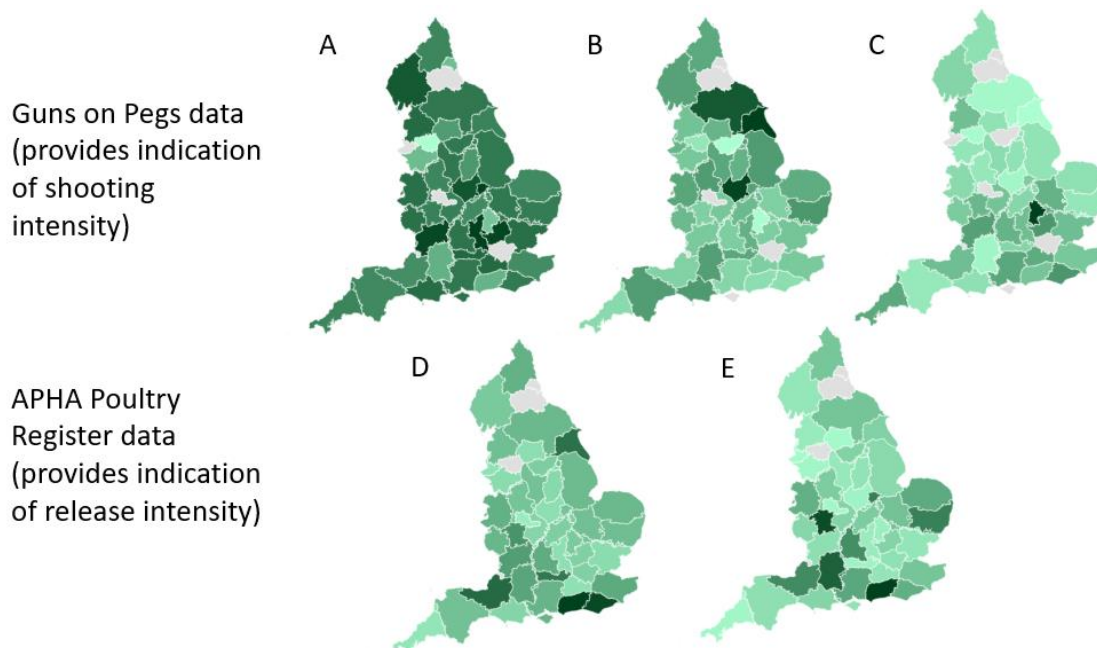 A
B
C
Guns on Pegs data
(provides indication
of shooting
intensity)
D
E
APHA Poultry
Register data
(provides indication
of release intensity)